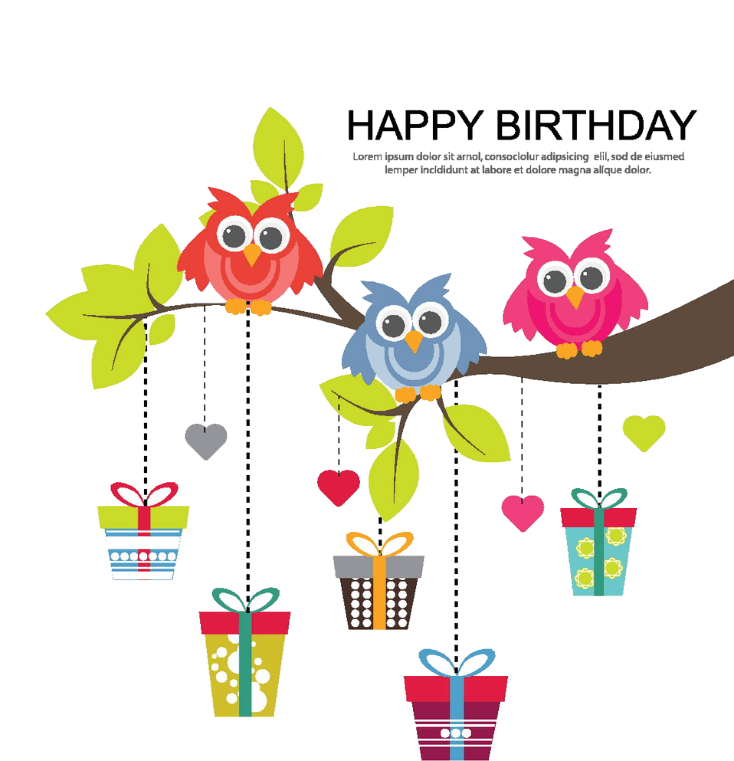 HAPPY BIRTHDAY
Lorem ipsum dolor sit amol, consoclolur adipsicing elil, sod de eiusmed
lemper incididunt at labore et dolore magna alique dolor.